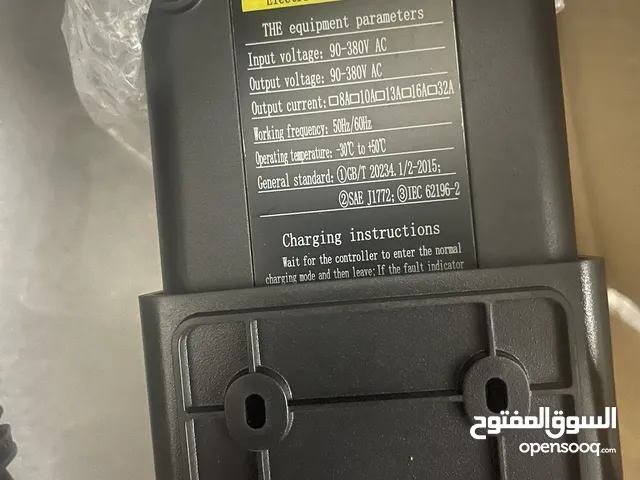 THE equipment parameters
Input voltage: 90-380V AC
Output voltage: 90-380V AC
Output current: □8A□10A□13A□16A□32A
Working frequency: 50Hz/60Hz
Operating temperature: -30℃ to +50℃
General standard: ①GB/T 20234.1/2-2015;
②SAE J1772; ③IEC 62196-2
Charging instructions
Wait for the controller to enter the normal
charging mode and then leave; If the fault indicator
السوق المفتوح
opensooq.com